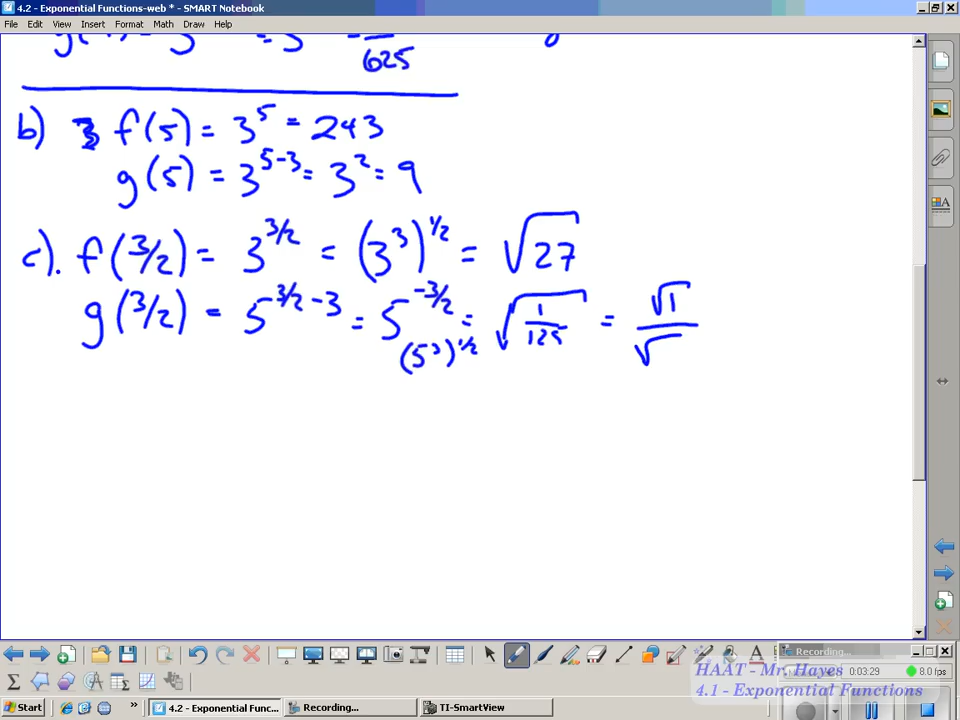 4.2 - Exponential Functions-web * - SMART Notebook
File Edit View Insert Format Math Draw Help
625
b) 3 f(5) = 3^5 = 243
g(5) = 3^{5-3} = 3^2 = 9
c). f(3/2) = 3^{3/2} = (3^3)^{1/2} = √27
g(3/2) = 5^{3/2-3} = 5^{-3/2} = √(1/125) = √1/√
(5^3)^{1/2}
Recording...
HAAT - Mr. Hayes
0:03:29 8.0 fps
4.1 - Exponential Functions
Start » 4.2 - Exponential Func... Recording... TI-SmartView